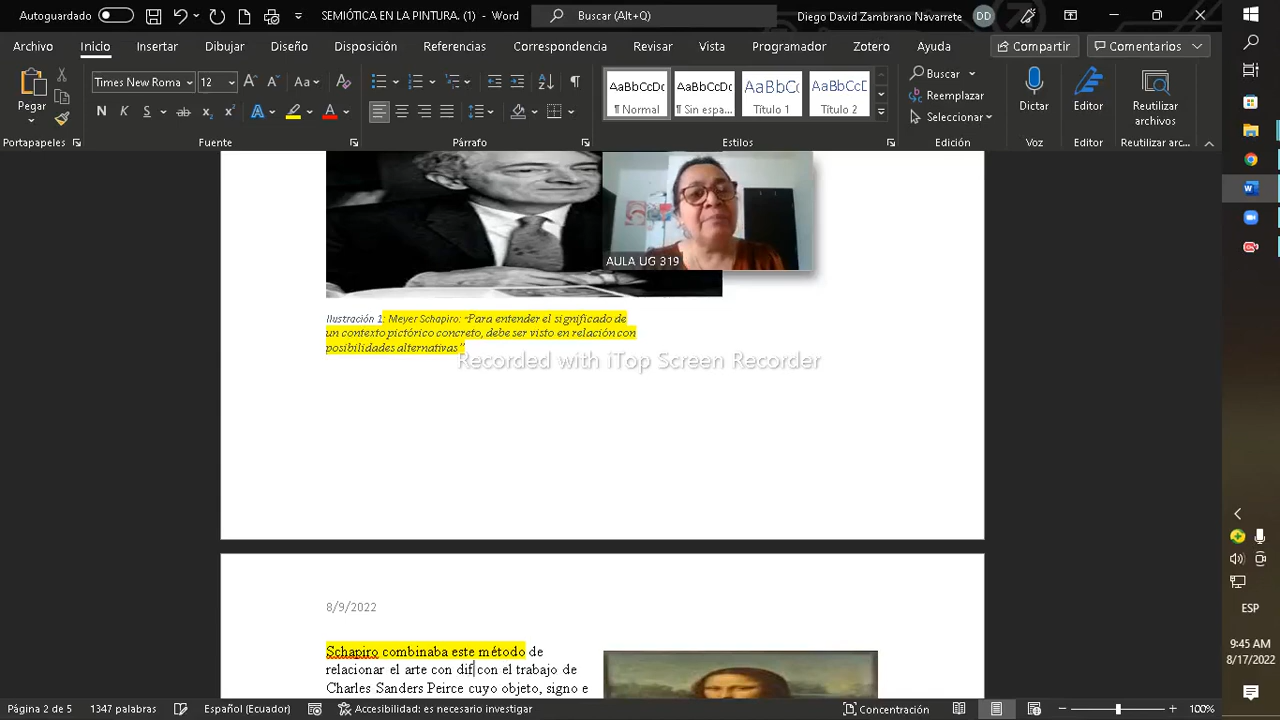 Autoguardado
SEMIÓTICA EN LA PINTURA. (1) - Word
Buscar (Alt+Q)
Diego David Zambrano Navarrete
DD
Archivo
Inicio
Insertar
Dibujar
Diseño
Disposición
Referencias
Correspondencia
Revisar
Vista
Programador
Zotero
Ayuda
Compartir
Comentarios
Pegar
Times New Roma
12
Aa
N K S ab x₂ x²
A
A
AaBbCcDc
¶ Normal
AaBbCcDc
¶ Sin espa...
AaBbCc
Título 1
AaBbCcD
Título 2
Buscar
Reemplazar
Seleccionar
Dictar
Editor
Reutilizar
archivos
Portapapeles
Fuente
Párrafo
Estilos
Edición
Voz
Editor
Reutilizar arc...
AULA UG 319
Ilustración 1: Meyer Schapiro: “Para entender el significado de
un contexto pictórico concreto, debe ser visto en relación con
posibilidades alternativas”
Recorded with iTop Screen Recorder
8/9/2022
Schapiro combinaba este método de
relacionar el arte con dif con el trabajo de
Charles Sanders Peirce cuyo objeto, signo e
ESP
9:45 AM
8/17/2022
Página 2 de 5
1347 palabras
Español (Ecuador)
Accesibilidad: es necesario investigar
Concentración
100%